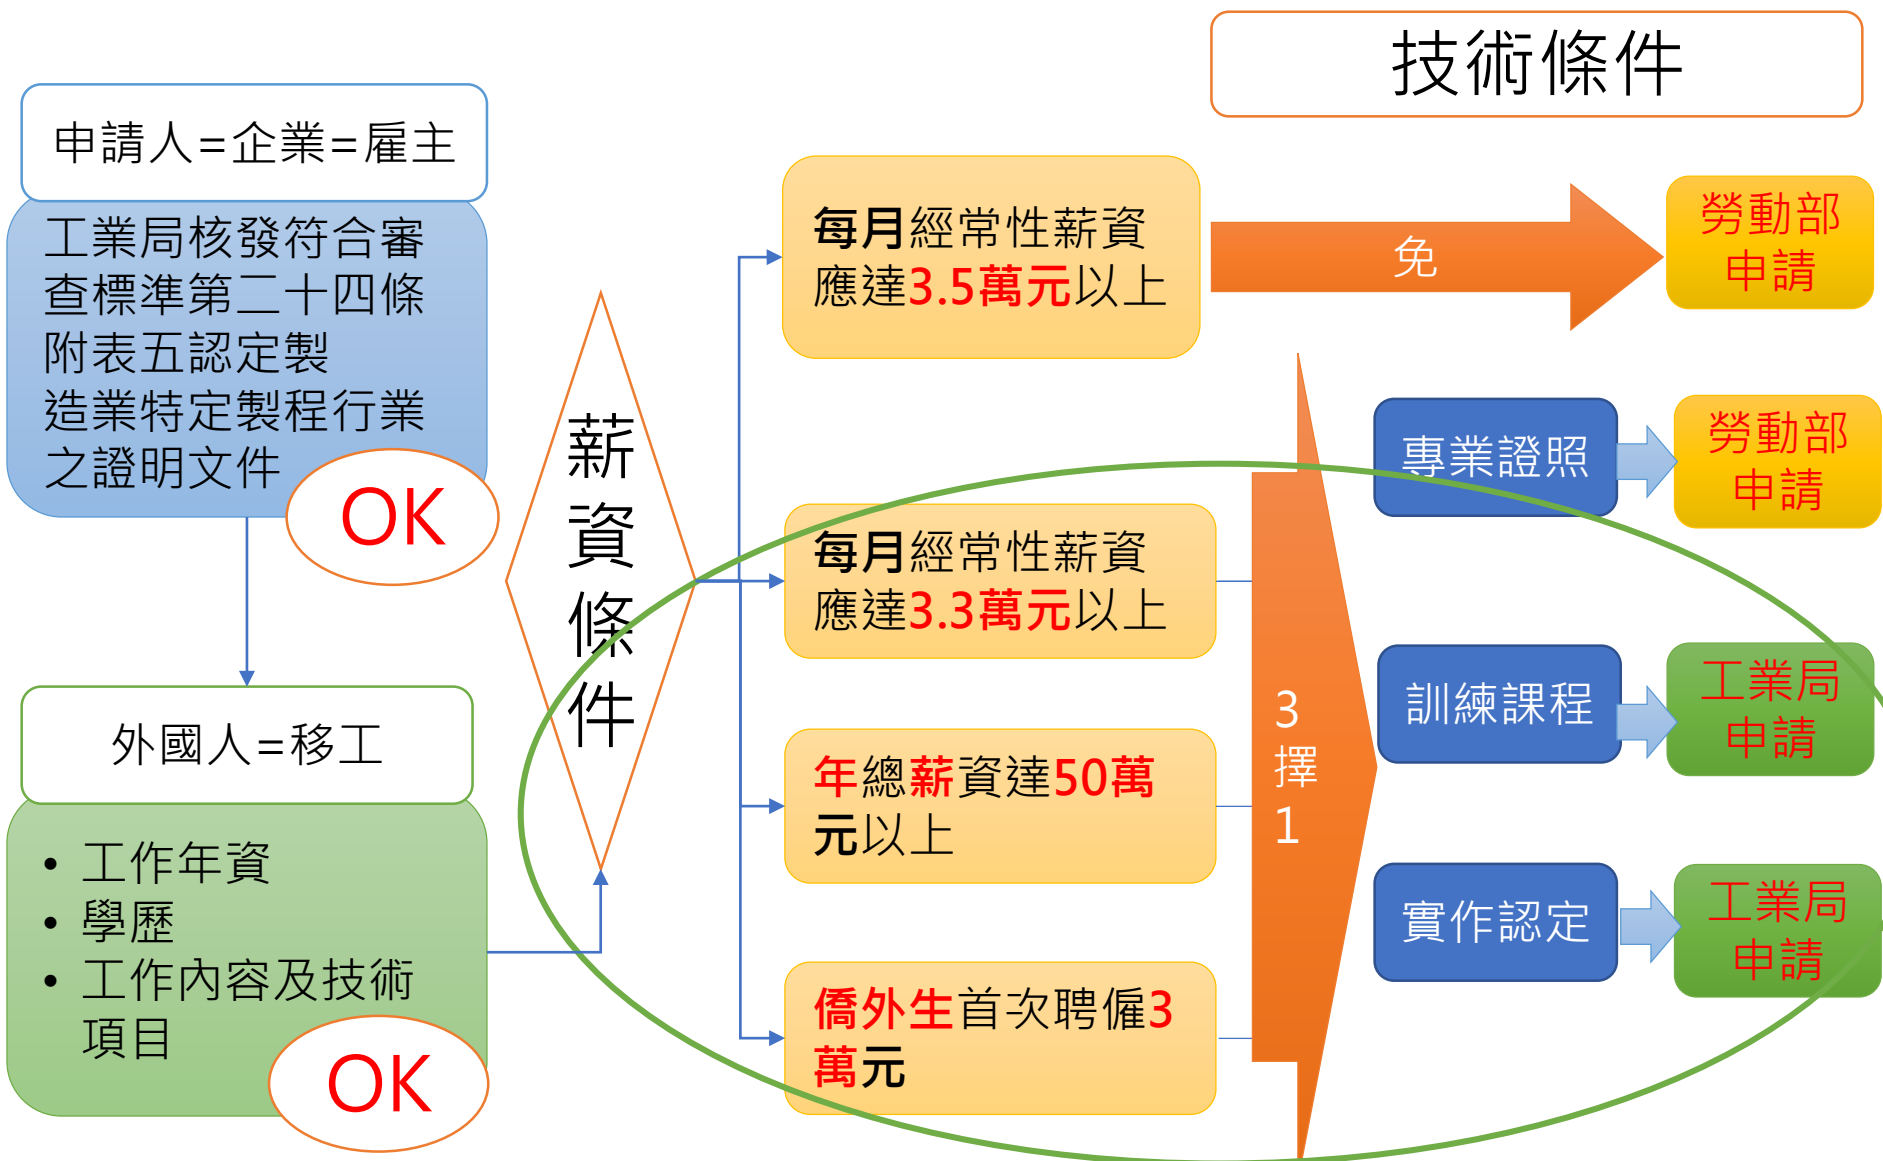 技術條件
申請人=企業=雇主
工業局核發符合審
查標準第二十四條
附表五認定製
造業特定製程行業
之證明文件
OK
外國人=移工
• 工作年資
• 學歷
• 工作內容及技術
項目
OK
薪
資
條
件
每月經常性薪資
應達3.5萬元以上
免
勞動部
申請
每月經常性薪資
應達3.3萬元以上
年總薪資達50萬
元以上
僑外生首次聘僱3
萬元
3
擇
1
專業證照
勞動部
申請
訓練課程
工業局
申請
實作認定
工業局
申請